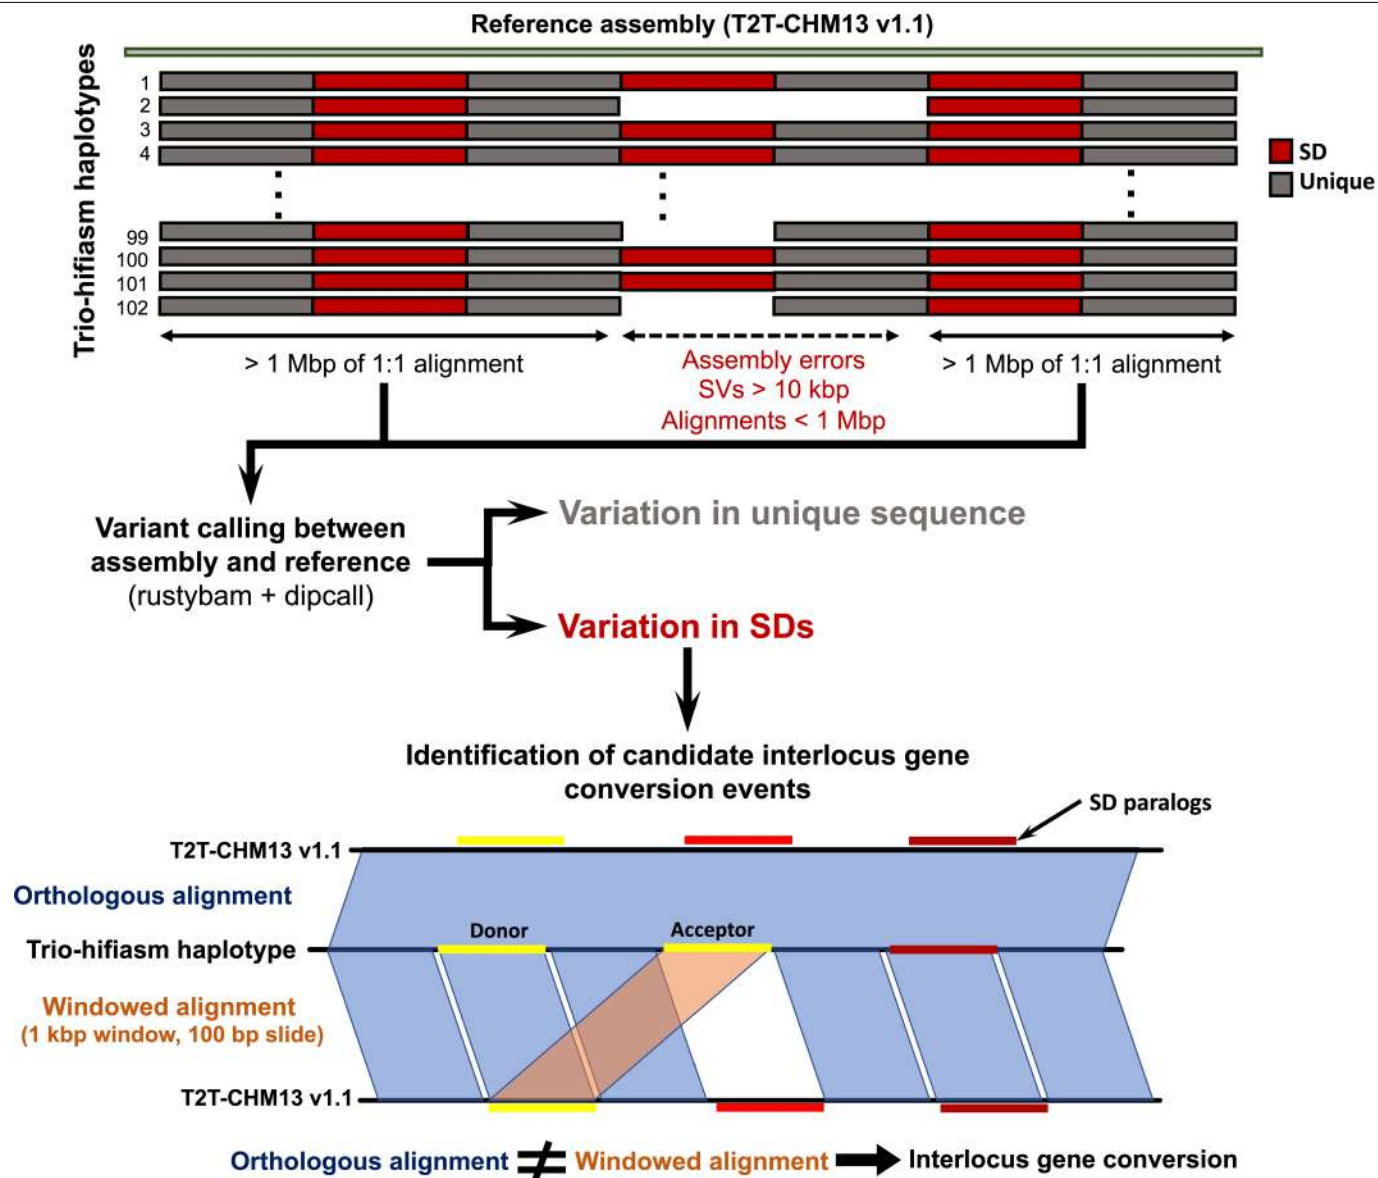 Reference assembly (T2T-CHM13 v1.1)
Trio-hifiasm haplotypes
1
2
3
4
99
100
101
102
SD
Unique
> 1 Mbp of 1:1 alignment
Assembly errors
SVs > 10 kbp
Alignments < 1 Mbp
> 1 Mbp of 1:1 alignment
Variant calling between
assembly and reference
(rustybam + dipcall)
Variation in unique sequence
Variation in SDs
Identification of candidate interlocus gene
conversion events
SD paralogs
T2T-CHM13 v1.1
Orthologous alignment
Donor
Acceptor
Trio-hifiasm haplotype
Windowed alignment
(1 kbp window, 100 bp slide)
T2T-CHM13 v1.1
Orthologous alignment ≠ Windowed alignment → Interlocus gene conversion